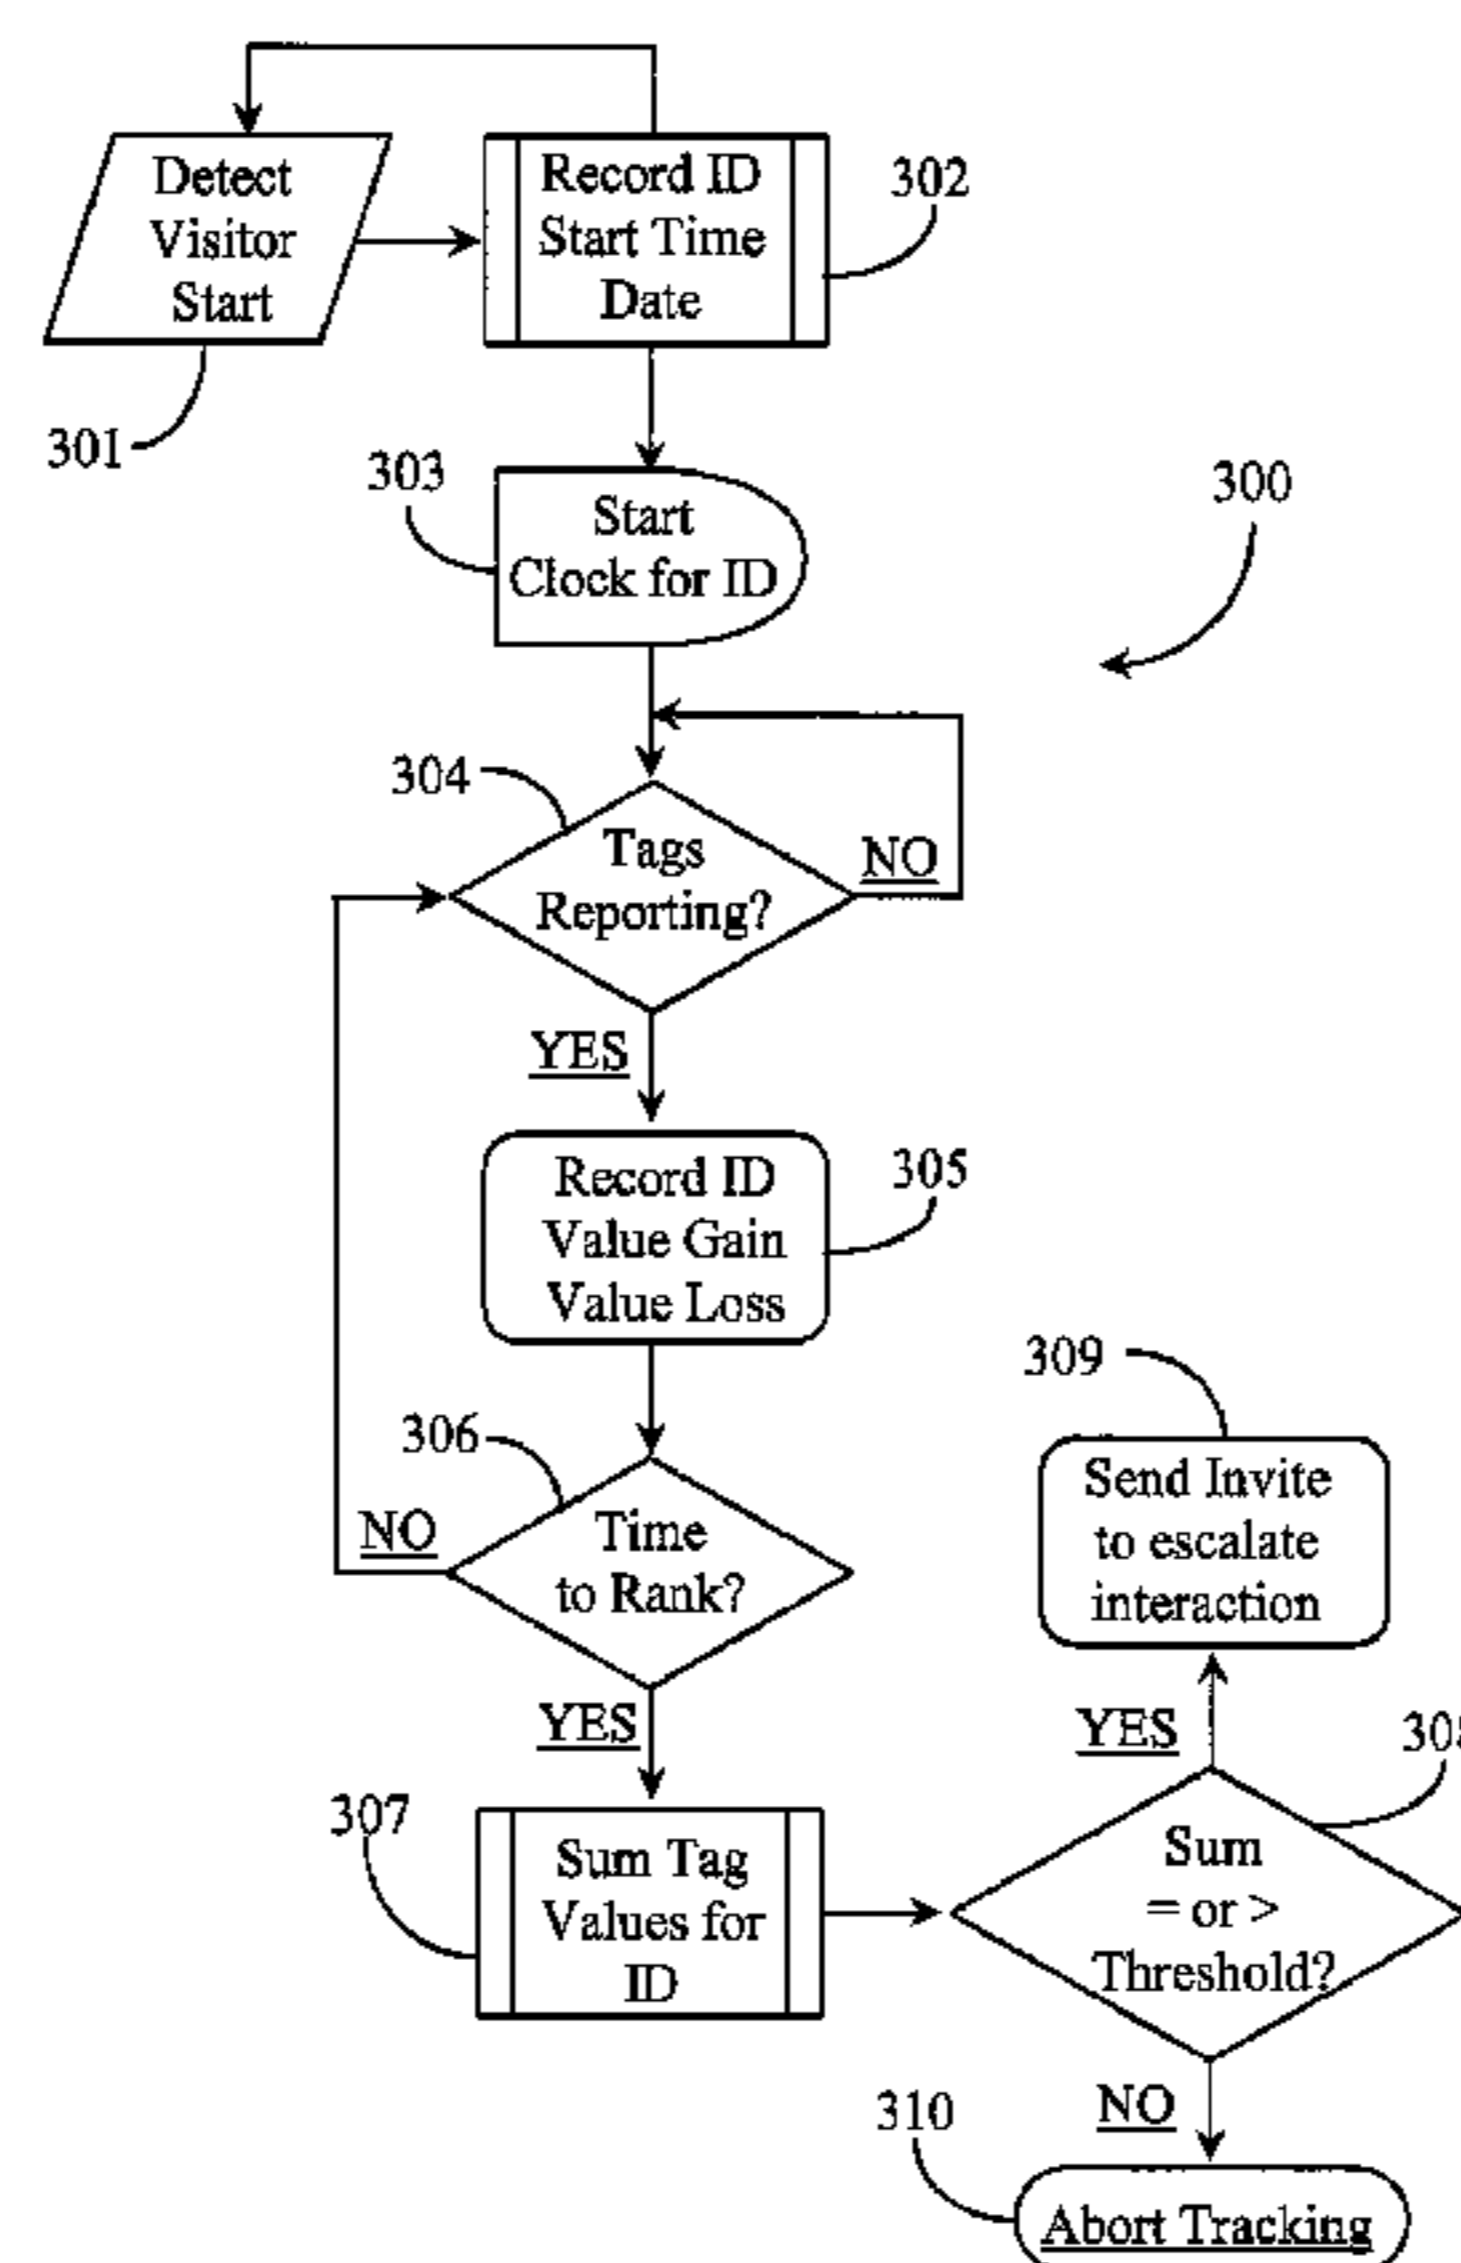 Detect
Visitor
Start
301
Record ID
Start Time
Date
302
303
Start
Clock for ID
300
304
Tags
Reporting?
NO
YES
Record ID
Value Gain
Value Loss
305
306
Time
to Rank?
NO
YES
309
Send Invite
to escalate
interaction
YES
307
Sum Tag
Values for
ID
308
Sum
= or >
Threshold?
NO
310
Abort Tracking